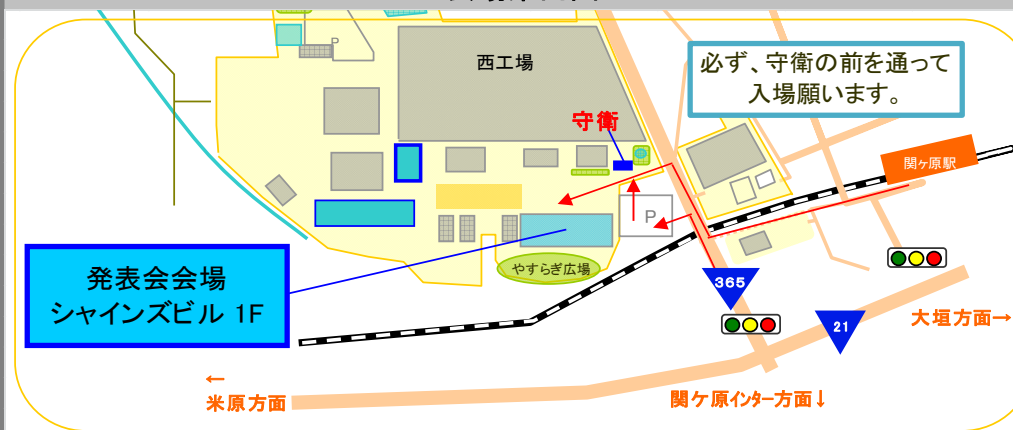 P
西工場
必ず、守衛の前を通って
入場願います。
守衛
関ヶ原駅
P
発表会会場
シャインズビル 1F
やすらぎ広場
365
21
大垣方面→
←
米原方面
関ケ原インター方面↓